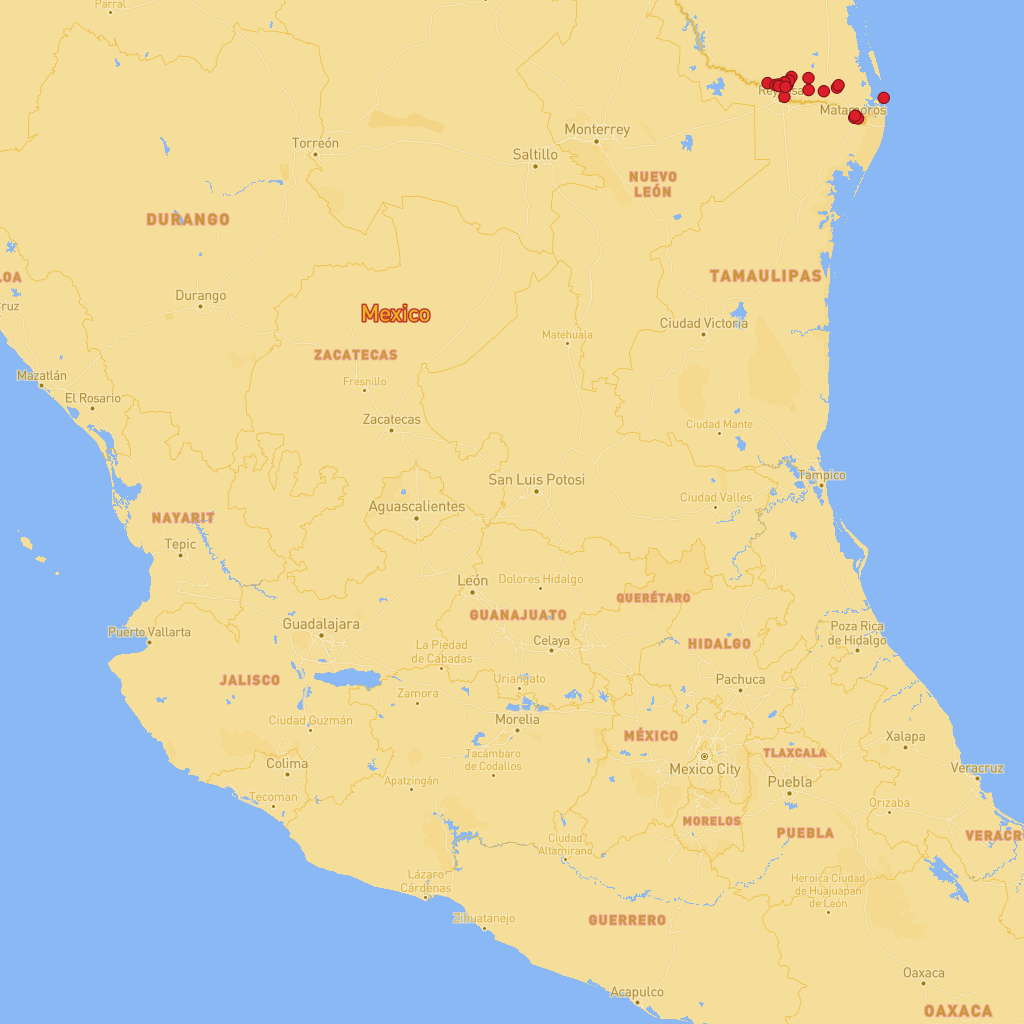 Parral
Reynosa
Matamoros
Monterrey
Torreón
Saltillo
NUEVO
LEÓN
DURANGO
TAMAULIPAS
Durango
Mexico
Ciudad Victoria
Matehuala
ZACATECAS
Mazatlán
Fresnillo
El Rosario
Zacatecas
Ciudad Mante
San Luis Potosi
Tampico
Ciudad Valles
Aguascalientes
NAYARIT
Tepic
León
Dolores Hidalgo
QUERÉTARO
GUANAJUATO
Guadalajara
Puerto Vallarta
Celaya
HIDALGO
Poza Rica
de Hidalgo
La Piedad
de Cabadas
JALISCO
Uriangato
Pachuca
Zamora
Ciudad Guzmán
Morelia
MÉXICO
Xalapa
TLAXCALA
Tacámbaro
de Codallos
Colima
Mexico City
Veracruz
Apatzingán
Puebla
Tecoman
Orizaba
MORELOS
PUEBLA
VERACR
Ciudad
Altamirano
Lázaro
Cárdenas
Heroica Ciudad
de Huajuapan
de León
Zihuatanejo
GUERRERO
Oaxaca
Acapulco
OAXACA